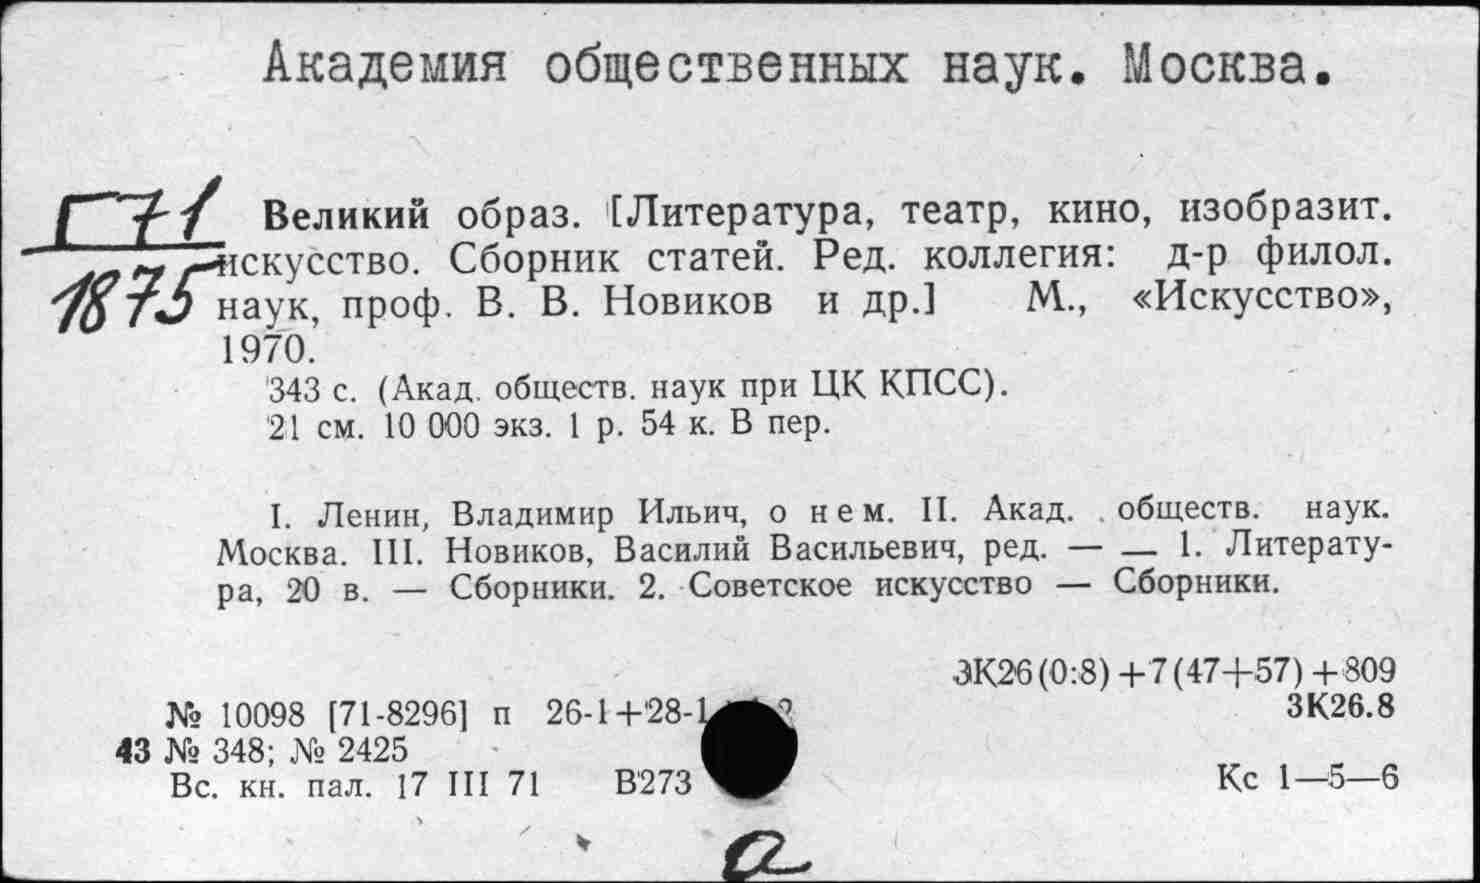 Академия общественных наук. Москва.
Г71
1875
Великий образ. [Литература, театр, кино, изобразит.
искусство. Сборник статей. Ред. коллегия: д-р филол.
наук, проф. В. В. Новиков и др.] М., «Искусство»,
1970.
343 с. (Акад. обществ. наук при ЦК КПСС).
21 см. 10 000 экз. 1 р. 54 к. В пер.
I. Ленин, Владимир Ильич, о нем. II. Акад. обществ. наук.
Москва. III. Новиков, Василий Васильевич, ред. — — 1. Литерату-
ра, 20 в. — Сборники. 2. Советское искусство — Сборники.
3К26(0:8)+7(47+57)+809
№ 10098 [71-8296] п 26-1+28-1
3К26.8
43 № 348; № 2425
Вс. кн. пал. 17 III 71 В273
Кс 1—5—6
а